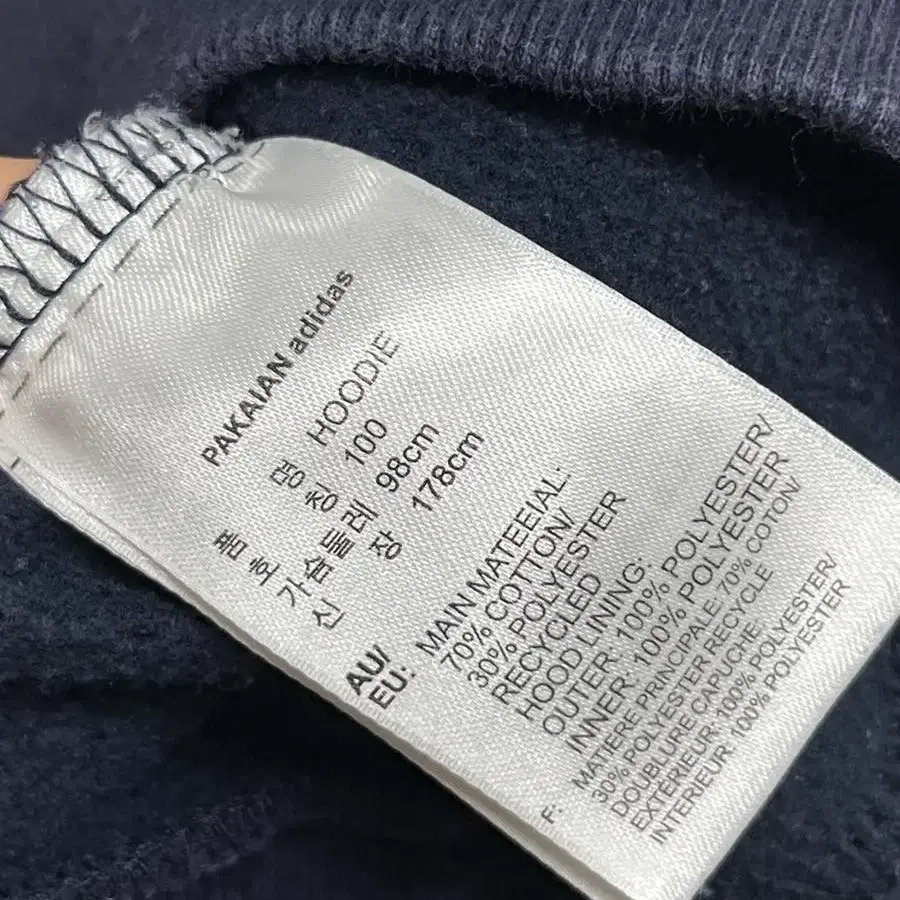 PAKAIAN adidas
품 명 HOODIE
호 칭 100
가슴둘레 98cm
신 장 178cm
AU/
EU: MAIN MATEEIAL:
70% COTTON/
30% POLYESTER
RECYCLED
HOOD LINING:
OUTER: 100% POLYESTER/
INNER: 100% POLYESTER
F: MATIERE PRINCIPALE: 70% COTON/
30% POLYESTER RECYCLE
DOUBLURE CAPUCHE
EXTERIEUR: 100% POLYESTER/
INTERIEUR: 100% POLYESTER